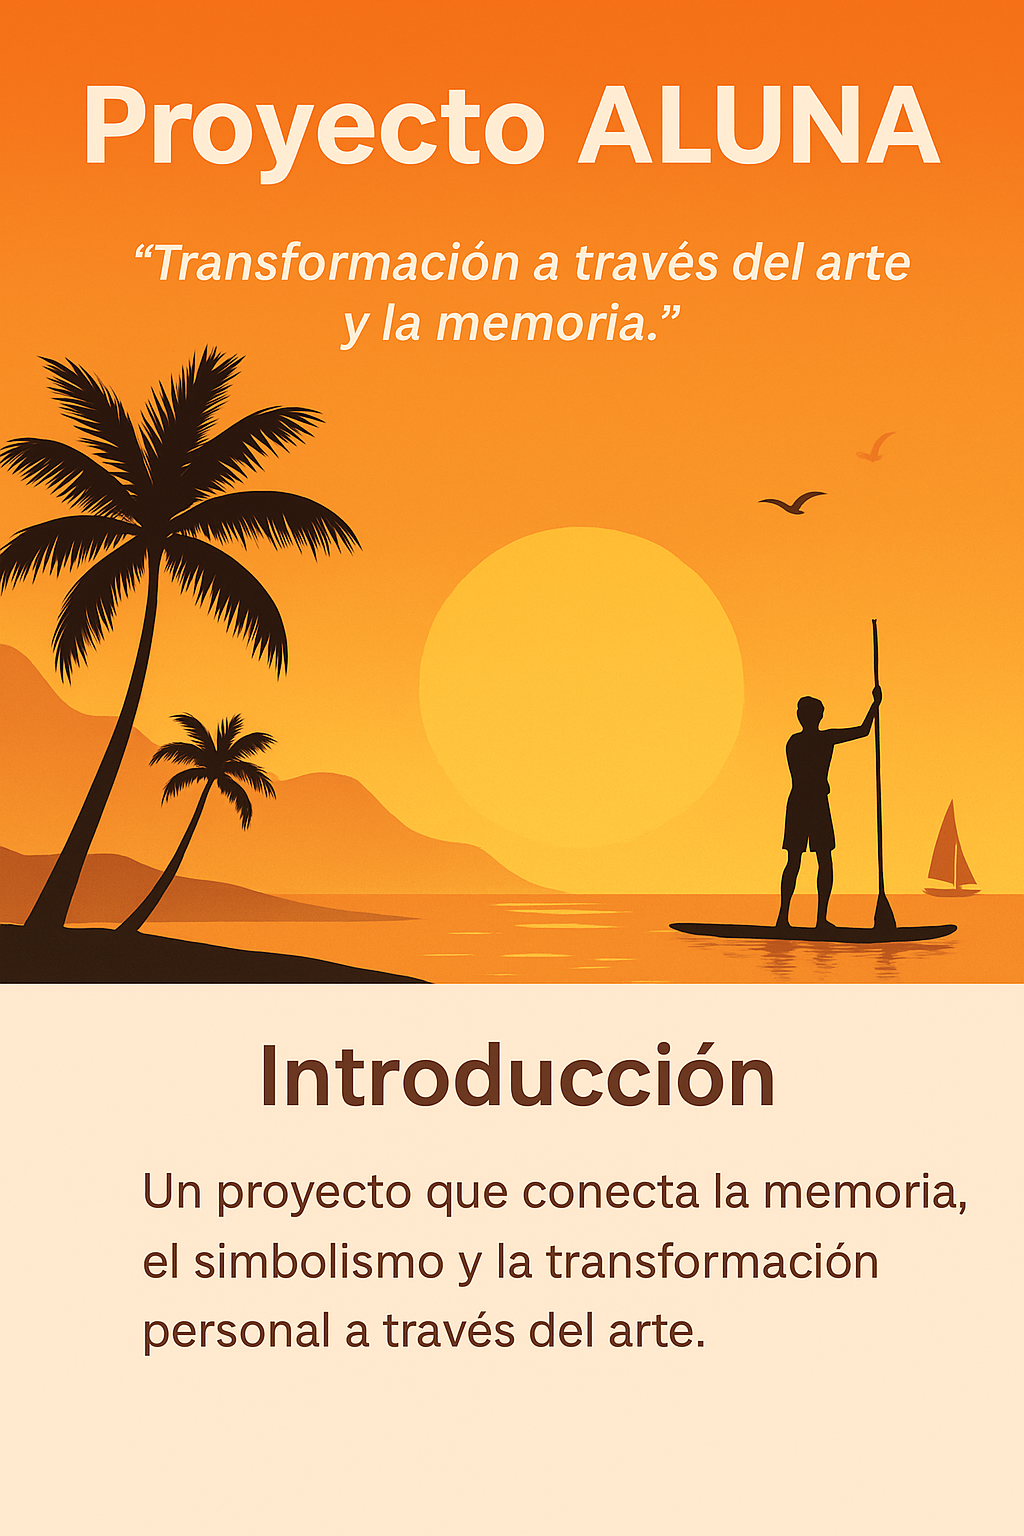 Proyecto ALUNA
“Transformación a través del arte
y la memoria.”
Introducción
Un proyecto que conecta la memoria,
el simbolismo y la transformación
personal a través del arte.